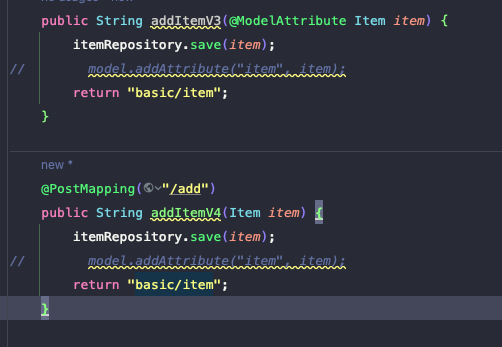 public String addItemV3(@ModelAttribute Item item) {
itemRepository.save(item);
// model.addAttribute("item", item);
return "basic/item";
}
new *
@PostMapping("/add")
public String addItemV4(Item item) {
itemRepository.save(item);
// model.addAttribute("item", item);
return "basic/item";
}